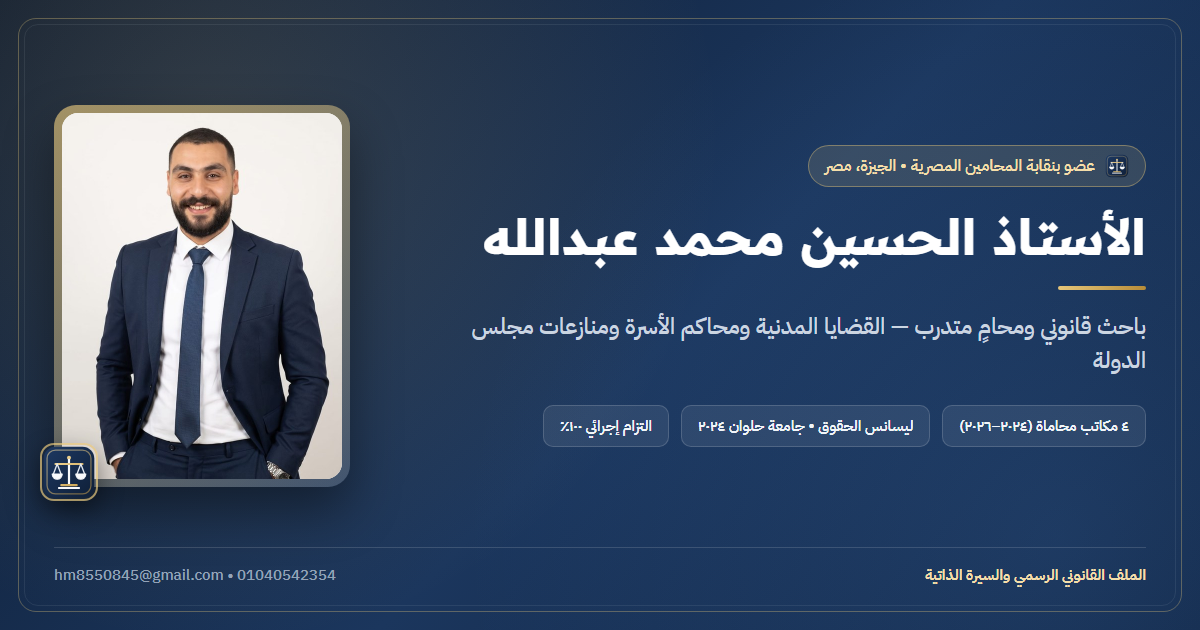 عضو بنقابة المحامين المصرية • الجيزة، مصر
الأستاذ الحسين محمد عبدالله
باحث قانوني ومحامٍ متدرب — القضايا المدنية ومحاكم الأسرة ومنازعات مجلس
الدولة
٤ مكاتب محاماة (٢٠٢٤–٢٠٢٦)
ليسانس الحقوق • جامعة حلوان ٢٠٢٤
التزام إجرائي ١٠٠٪
الملف القانوني الرسمي والسيرة الذاتية
hm8550845@gmail.com • 01040542354